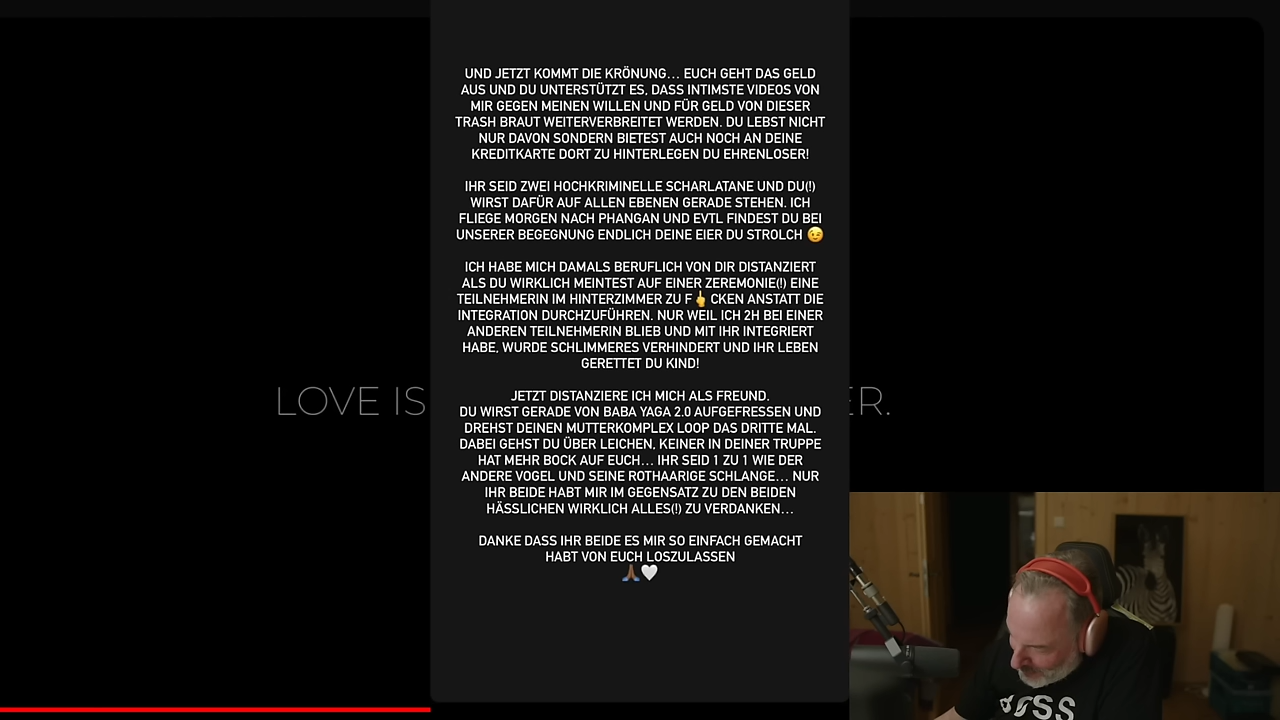 UND JETZT KOMMT DIE KRÖNUNG... EUCH GEHT DAS GELD
AUS UND DU UNTERSTÜTZT ES, DASS INTIMSTE VIDEOS VON
MIR GEGEN MEINEN WILLEN UND FÜR GELD VON DIESER
TRASH BRAUT WEITERVERBREITET WERDEN. DU LEBST NICHT
NUR DAVON SONDERN BIETEST AUCH NOCH AN DEINE
KREDITKARTE DORT ZU HINTERLEGEN DU EHRENLOSER!
IHR SEID ZWEI HOCHKRIMINELLE SCHARLATANE UND DU(!)
WIRST DAFÜR AUF ALLEN EBENEN GERADE STEHEN. ICH
FLIEGE MORGEN NACH PHANGAN UND EVTL FINDEST DU BEI
UNSERER BEGEGNUNG ENDLICH DEINE EIER DU STROLCH 😉
ICH HABE MICH DAMALS BERUFLICH VON DIR DISTANZIERT
ALS DU WIRKLICH MEINTEST AUF EINER ZEREMONIE(!) EINE
TEILNEHMERIN IM HINTERZIMMER ZU F🖕CKEN ANSTATT DIE
INTEGRATION DURCHZUFÜHREN. NUR WEIL ICH 2H BEI EINER
ANDEREN TEILNEHMERIN BLIEB UND MIT IHR INTEGRIERT
HABE, WURDE SCHLIMMERES VERHINDERT UND IHR LEBEN
GERETTET DU KIND!
JETZT DISTANZIERE ICH MICH ALS FREUND.
DU WIRST GERADE VON BABA YAGA 2.0 AUFGEFRESSEN UND
DREHST DEINEN MUTTERKOMPLEX LOOP DAS DRITTE MAL.
DABEI GEHST DU ÜBER LEICHEN, KEINER IN DEINER TRUPPE
HAT MEHR BOCK AUF EUCH... IHR SEID 1 ZU 1 WIE DER
ANDERE VOGEL UND SEINE ROTHAARIGE SCHLANGE... NUR
IHR BEIDE HABT MIR IM GEGENSATZ ZU DEN BEIDEN
HÄSSLICHEN WIRKLICH ALLES(!) ZU VERDANKEN...
DANKE DASS IHR BEIDE ES MIR SO EINFACH GEMACHT
HABT VON EUCH LOSZULASSEN
🙏🏾🤍
LOVE IS
ER.